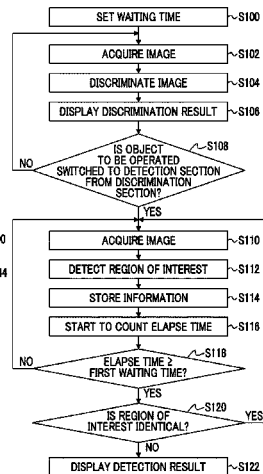 SET WAITING TIME
S100
ACQUIRE IMAGE
S102
DISCRIMINATE IMAGE
S104
DISPLAY DISCRIMINATION RESULT
S106
S108
IS OBJECT
TO BE OPERATED
SWITCHED TO DETECTION SECTION
FROM DISCRIMINATION
SECTION?
NO
YES
ACQUIRE IMAGE
S110
DETECT REGION OF INTEREST
S112
STORE INFORMATION
S114
START TO COUNT ELAPSE TIME
S116
S118
ELAPSE TIME ≥
FIRST WAITING TIME?
NO
YES
S120
IS REGION OF
INTEREST IDENTICAL?
YES
NO
DISPLAY DETECTION RESULT
S122